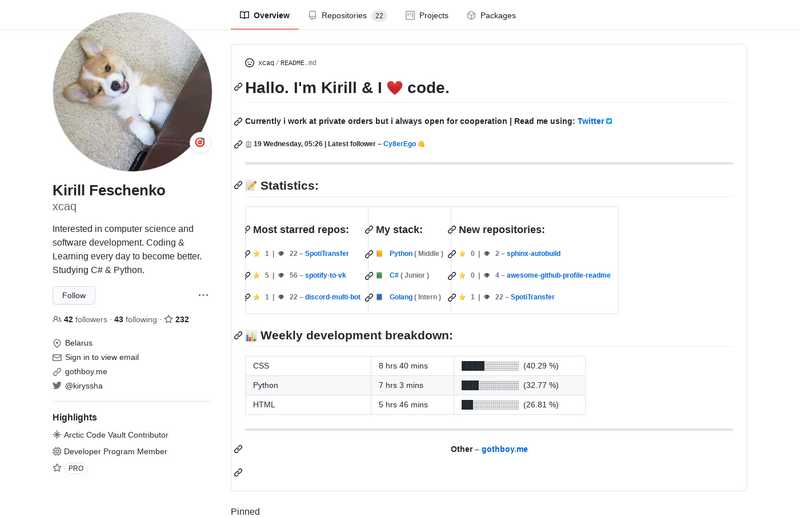 Overview
Repositories 22
Projects
Packages
Kirill Feschenko
xcaq
Interested in computer science and
software development. Coding &
Learning every day to become better.
Studying C# & Python.
Follow
42 followers · 43 following · 232
Belarus
Sign in to view email
gothboy.me
@kiryssha
Highlights
Arctic Code Vault Contributor
Developer Program Member
PRO
xcaq / README.md
Hallo. I'm Kirill & I ❤️ code.
Currently i work at private orders but i always open for cooperation | Read me using: Twitter
19 Wednesday, 05:26 | Latest follower – Cy8erEgo 👏
📝 Statistics:
Most starred repos:
⭐ 1 | 👁 22 – SpotiTransfer
⭐ 5 | 👁 56 – spotify-to-vk
⭐ 1 | 👁 22 – discord-multi-bot
My stack:
Python ( Middle )
C# ( Junior )
Golang ( Intern )
New repositories:
⭐ 0 | 👁 2 – sphinx-autobuild
⭐ 0 | 👁 4 – awesome-github-profile-readme
⭐ 1 | 👁 22 – SpotiTransfer
📊 Weekly development breakdown:
CSS 8 hrs 40 mins (40.29 %)
Python 7 hrs 3 mins (32.77 %)
HTML 5 hrs 46 mins (26.81 %)
Other – gothboy.me
Pinned